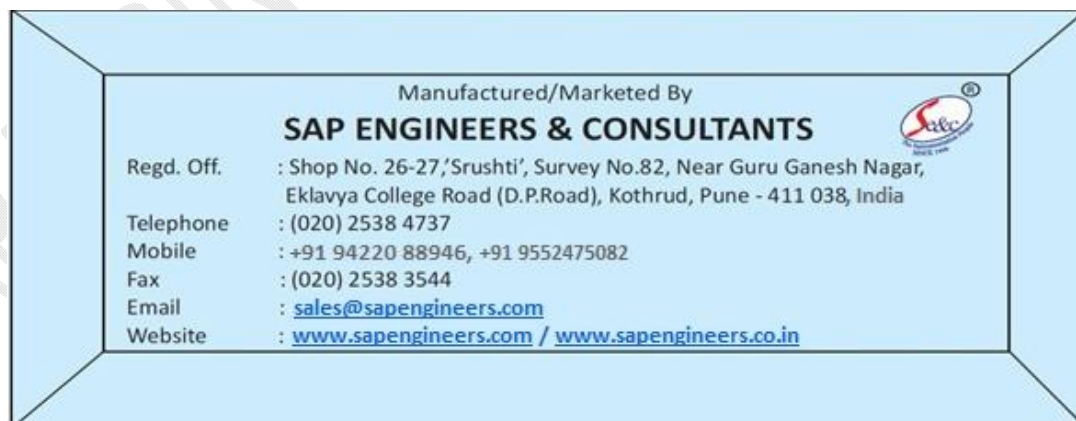 Manufactured/Marketed By
SAP ENGINEERS & CONSULTANTS
®
Sa&c
Regd. Off. : Shop No. 26-27,‘Srushti’, Survey No.82, Near Guru Ganesh Nagar,
Eklavya College Road (D.P.Road), Kothrud, Pune - 411 038, India
Telephone : (020) 2538 4737
Mobile : +91 94220 88946, +91 9552475082
Fax : (020) 2538 3544
Email : sales@sapengineers.com
Website : www.sapengineers.com / www.sapengineers.co.in